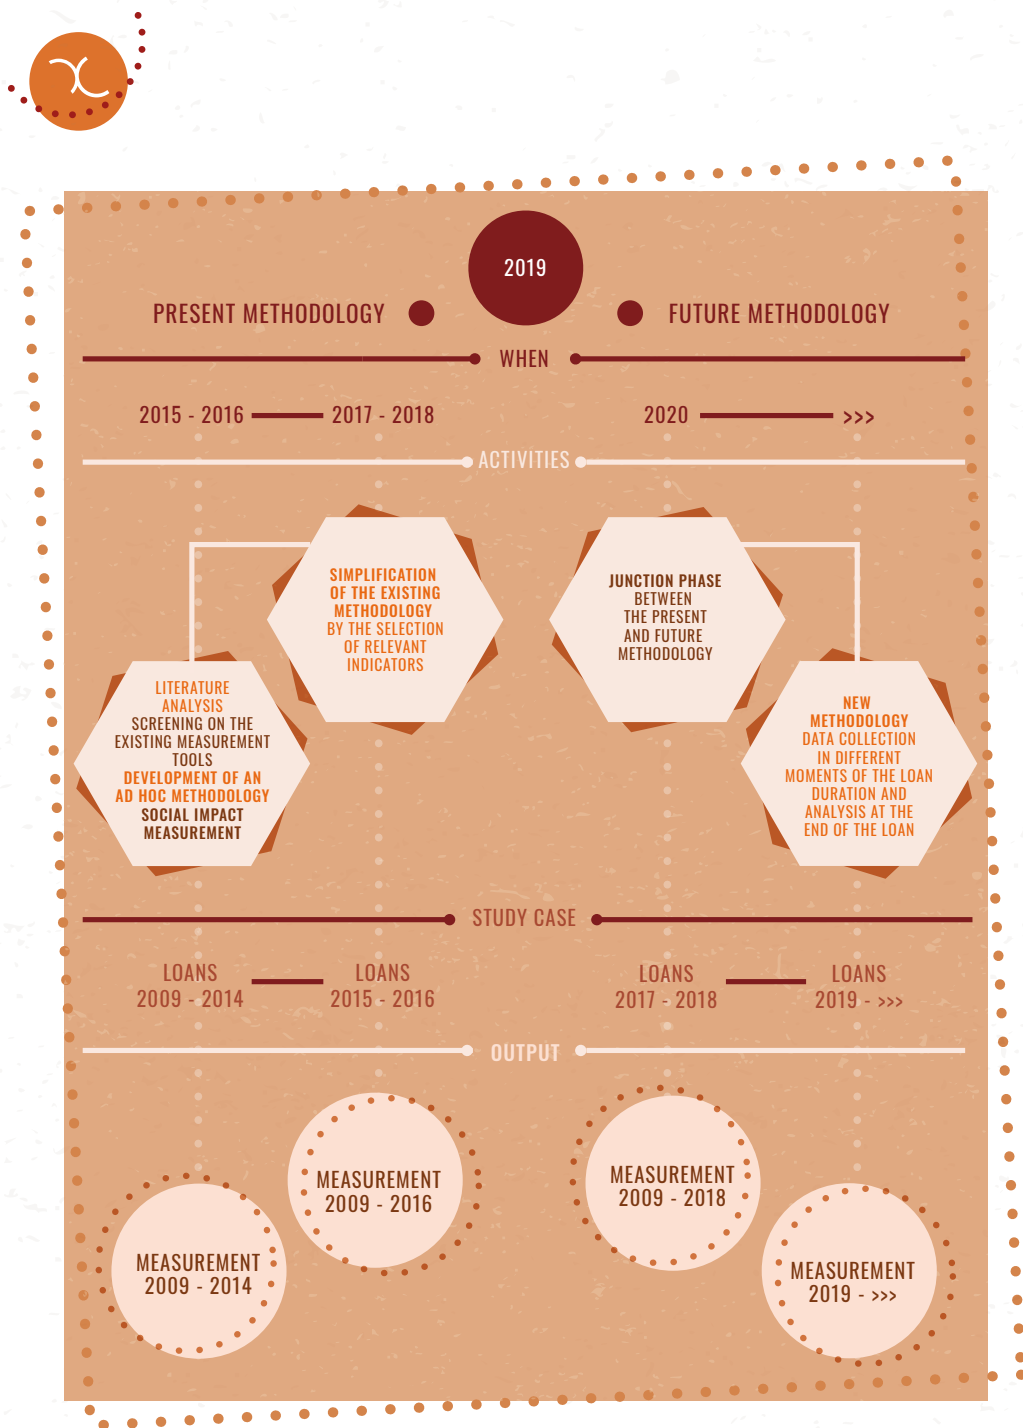 2019
PRESENT METHODOLOGY
FUTURE METHODOLOGY
WHEN
2015 - 2016
2017 - 2018
2020
>>>
ACTIVITIES
SIMPLIFICATION
OF THE EXISTING
METHODOLOGY
BY THE SELECTION
OF RELEVANT
INDICATORS
JUNCTION PHASE
BETWEEN
THE PRESENT
AND FUTURE
METHODOLOGY
LITERATURE
ANALYSIS
SCREENING ON THE
EXISTING MEASUREMENT
TOOLS
DEVELOPMENT OF AN
AD HOC METHODOLOGY
SOCIAL IMPACT
MEASUREMENT
NEW
METHODOLOGY
DATA COLLECTION
IN DIFFERENT
MOMENTS OF THE LOAN
DURATION AND
ANALYSIS AT THE
END OF THE LOAN
STUDY CASE
LOANS
2009 - 2014
LOANS
2015 - 2016
LOANS
2017 - 2018
LOANS
2019 - >>>
OUTPUT
MEASUREMENT
2009 - 2016
MEASUREMENT
2009 - 2018
MEASUREMENT
2009 - 2014
MEASUREMENT
2019 - >>>